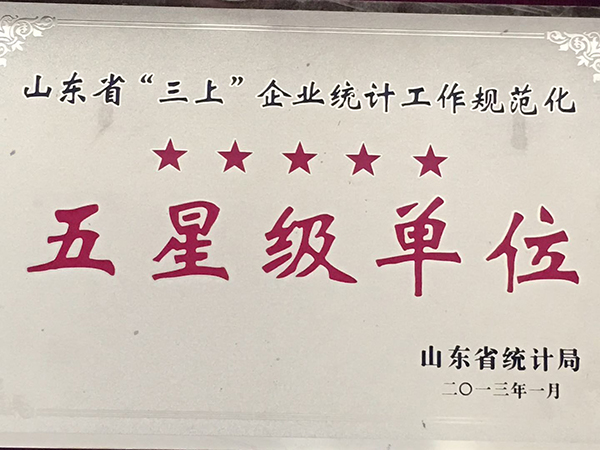 山东省“三上”企业统计工作规范化
★★★★★
五星级单位
山东省统计局
二〇一三年一月